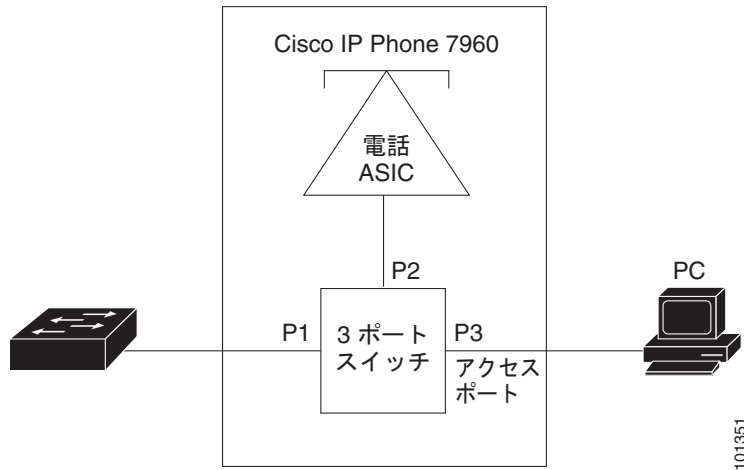 Cisco IP Phone 7960
電話
ASIC
P2
PC
P1
3 ポート
スイッチ
P3
アクセス
ポート
101351